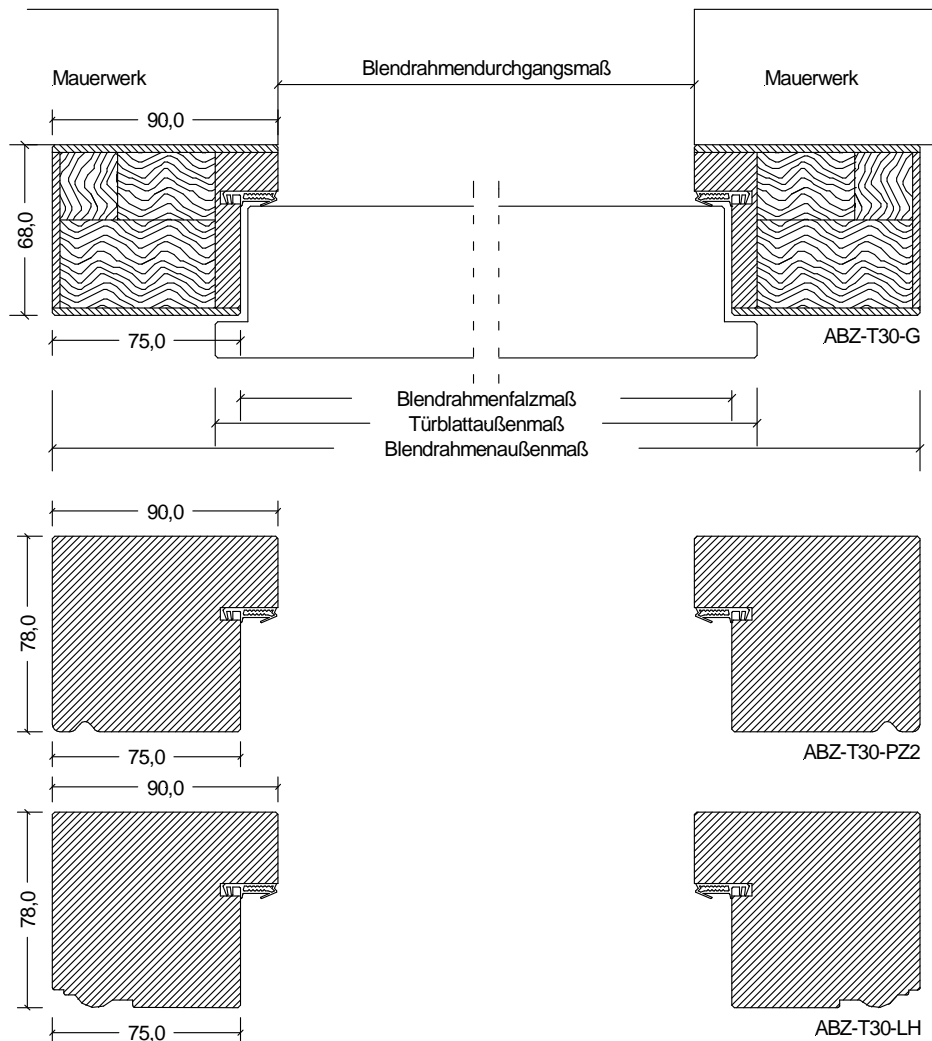 Blendrahmendurchgangsmaß
Mauerwerk
Mauerwerk
90,0
68,0
75,0
ABZ-T30-G
Blendrahmenfalzmaß
Türblattaußenmaß
Blendrahmenaußenmaß
90,0
78,0
75,0
ABZ-T30-PZ2
90,0
78,0
75,0
ABZ-T30-LH